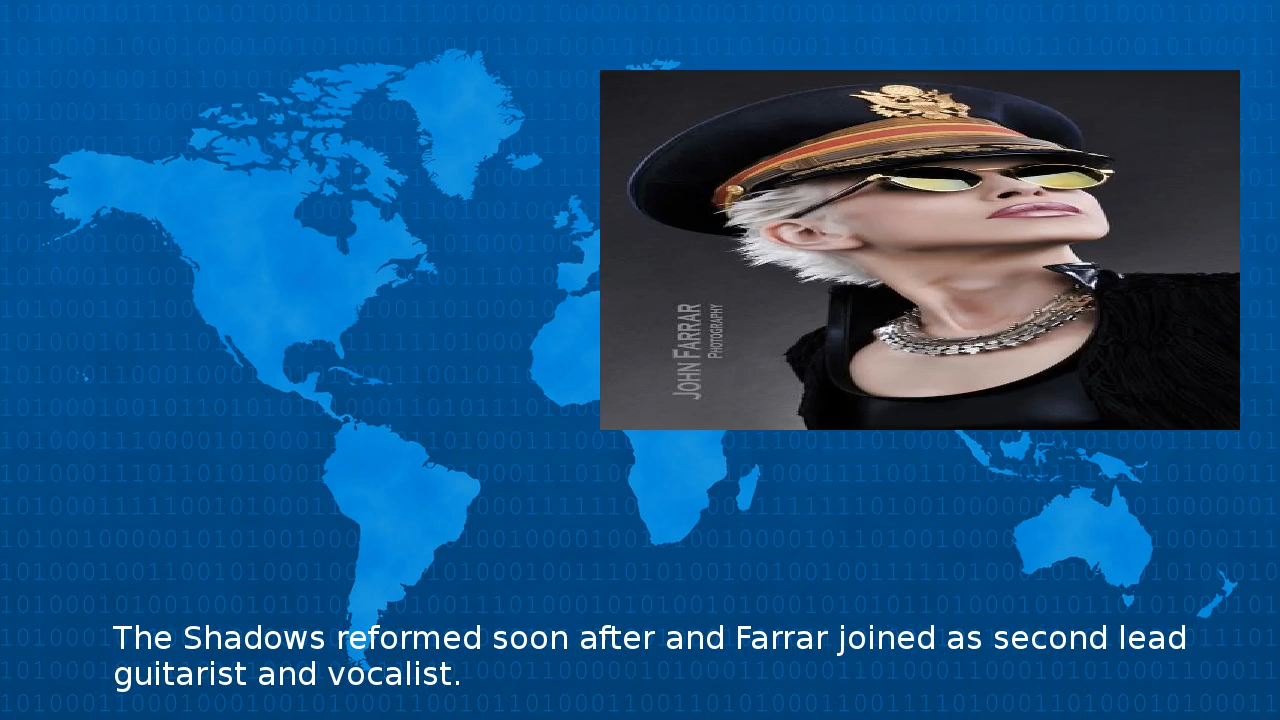 JOHN FARRAR
PHOTOGRAPHY
The Shadows reformed soon after and Farrar joined as second lead
guitarist and vocalist.